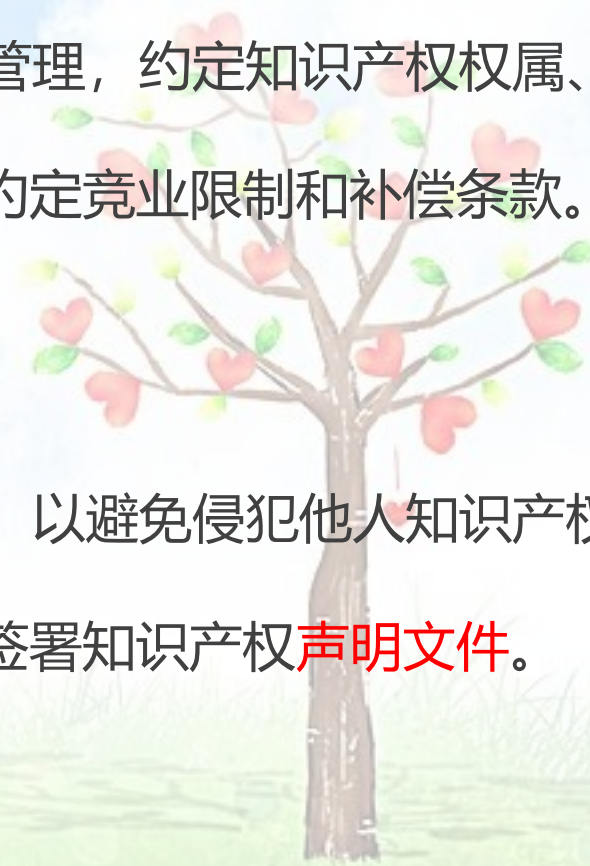 管理，约定知识产权权属、
约定竞业限制和补偿条款。
以避免侵犯他人知识产权
签署知识产权声明文件。